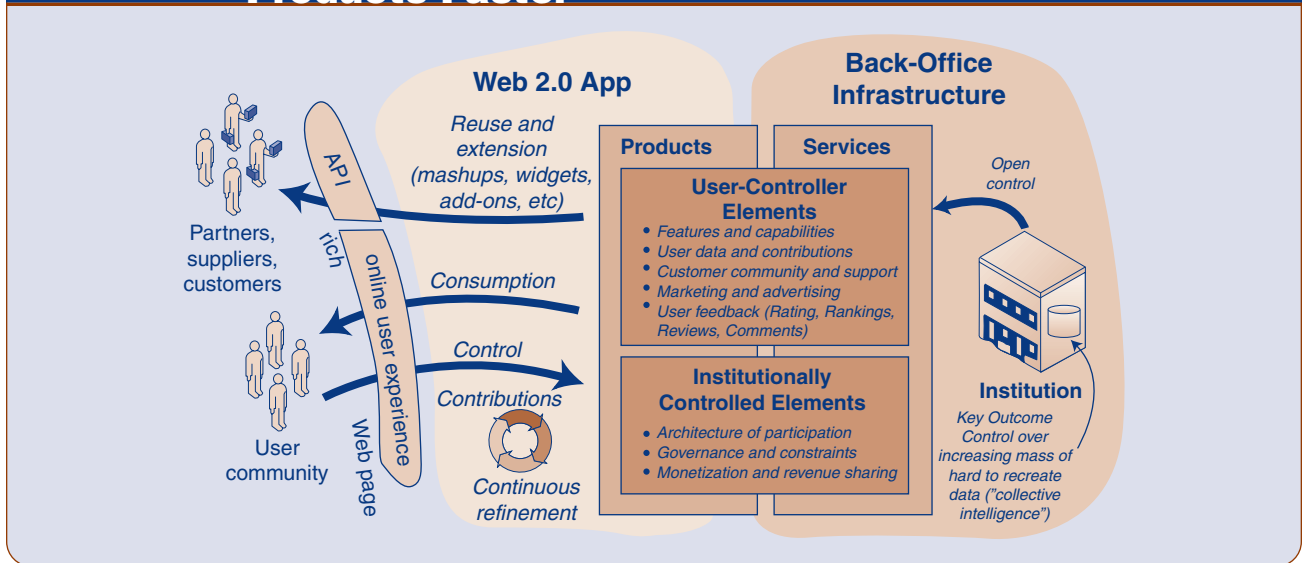 Products Faster
Web 2.0 App
Back-Office
Infrastructure
Reuse and
extension
(mashups, widgets,
add-ons, etc)
API
Partners,
suppliers,
customers
rich
online user experience
Web page
Consumption
Control
Contributions
Continuous
refinement
User
community
Products
Services
User-Controller
Elements
• Features and capabilities
• User data and contributions
• Customer community and support
• Marketing and advertising
• User feedback (Rating, Rankings,
Reviews, Comments)
Institutionally
Controlled Elements
• Architecture of participation
• Governance and constraints
• Monetization and revenue sharing
Open
control
Institution
Key Outcome
Control over
increasing mass of
hard to recreate
data ("collective
intelligence")